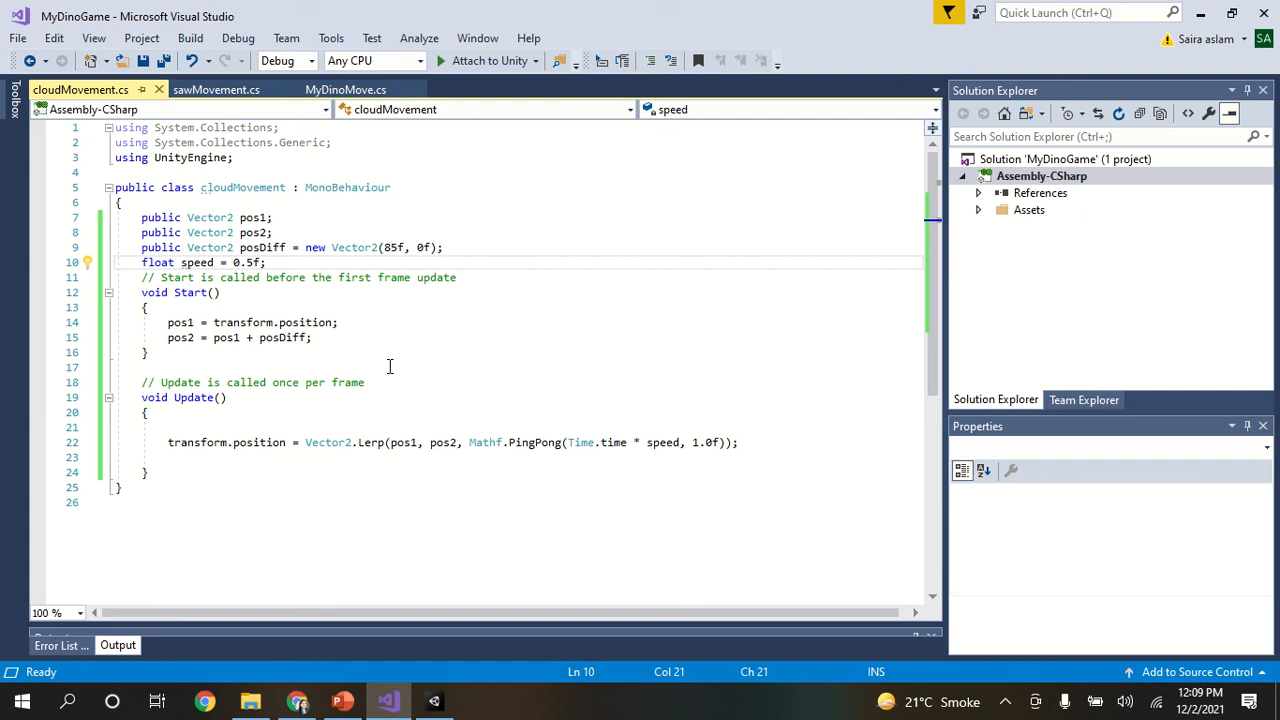 MyDinoGame - Microsoft Visual Studio
Quick Launch (Ctrl+Q)
File Edit View Project Build Debug Team Tools Test Analyze Window Help
Saira aslam SA
Debug Any CPU Attach to Unity
Toolbox
cloudMovement.cs sawMovement.cs MyDinoMove.cs
Assembly-CSharp cloudMovement speed
1 using System.Collections;
2 using System.Collections.Generic;
3 using UnityEngine;
4
5 public class cloudMovement : MonoBehaviour
6 {
7 public Vector2 pos1;
8 public Vector2 pos2;
9 public Vector2 posDiff = new Vector2(85f, 0f);
10 float speed = 0.5f;
11 // Start is called before the first frame update
12 void Start()
13 {
14 pos1 = transform.position;
15 pos2 = pos1 + posDiff;
16 }
17
18 // Update is called once per frame
19 void Update()
20 {
21
22 transform.position = Vector2.Lerp(pos1, pos2, Mathf.PingPong(Time.time * speed, 1.0f));
23
24 }
25 }
26
100 %
Error List ... Output
Solution Explorer
Search Solution Explorer (Ctrl+;)
Solution 'MyDinoGame' (1 project)
Assembly-CSharp
References
Assets
Solution Explorer Team Explorer
Properties
Ready Ln 10 Col 21 Ch 21 INS Add to Source Control
21°C Smoke
12:09 PM
12/2/2021